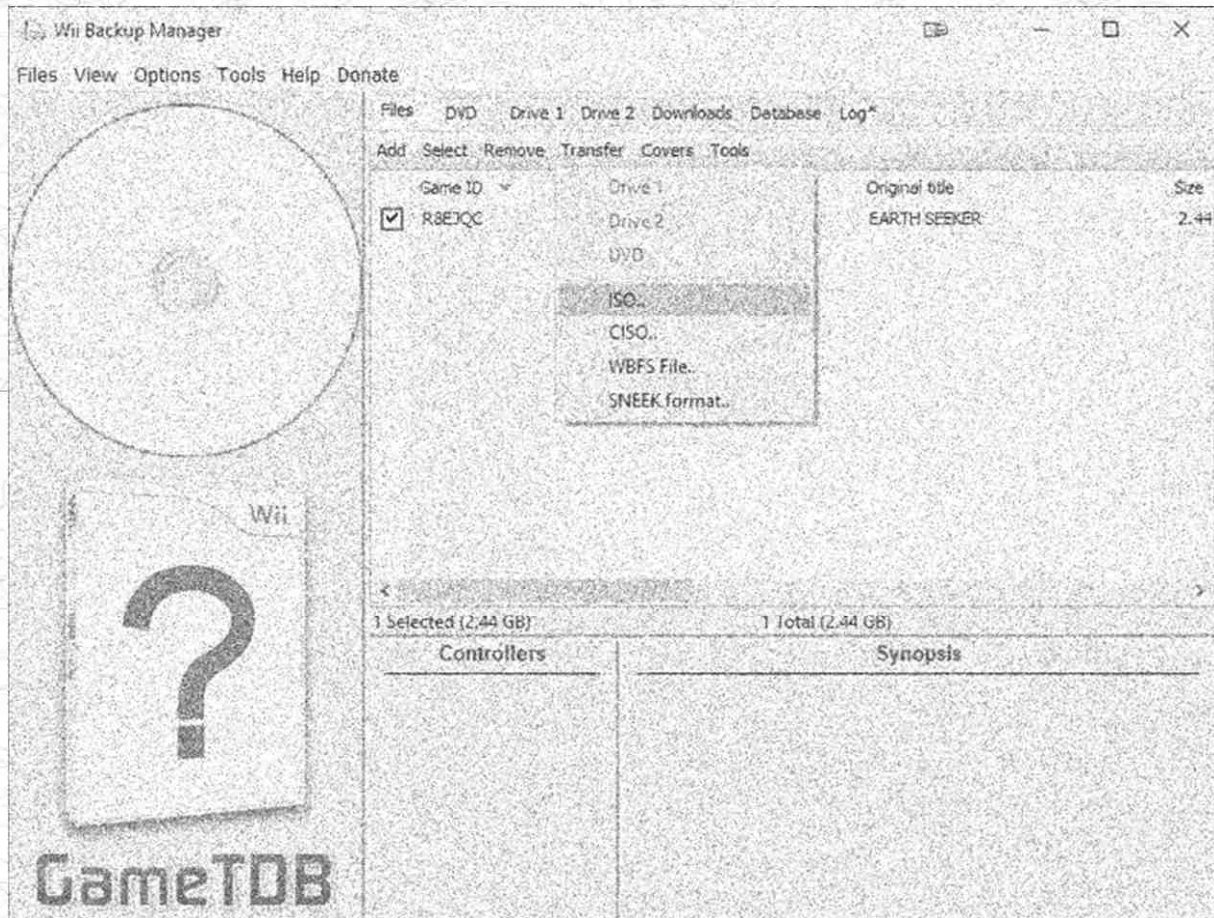 Wii Backup Manager
Files View Options Tools Help Donate
Files DVD Drive 1 Drive 2 Downloads Database Log*
Add Select Remove Transfer Covers Tools
Game ID Original title Size
R8EJQC EARTH SEEKER 2.44
Drive 1
Drive 2
DVD
ISO..
CISO..
WBFS File..
SNEEK format..
1 Selected (2,44 GB) 1 Total (2,44 GB)
Controllers Synopsis
Wii
?
GameTDB